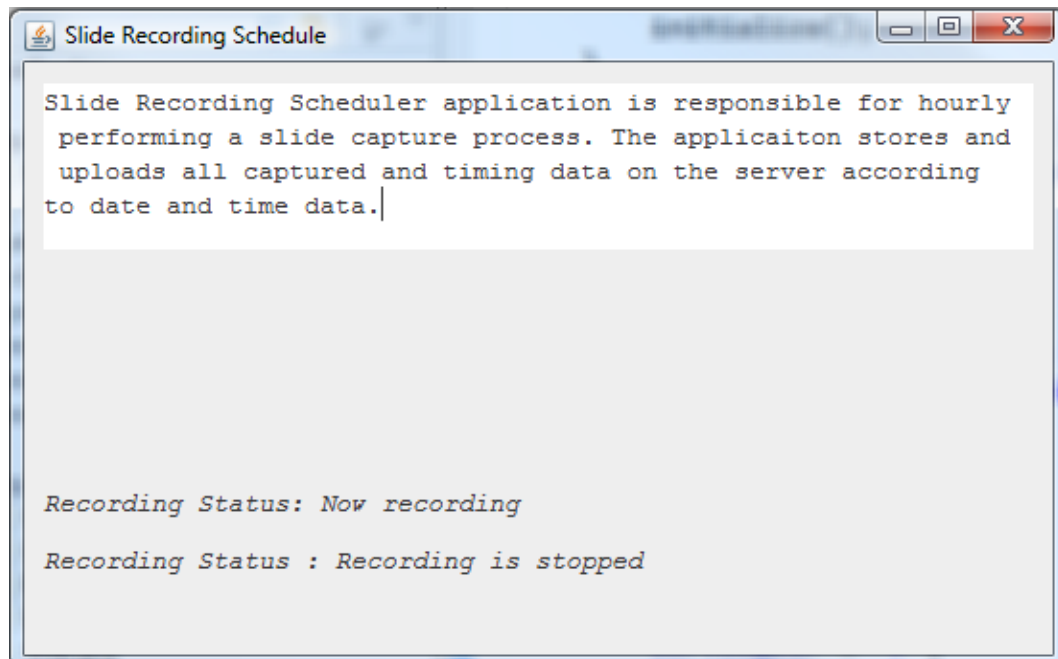 Slide Recording Schedule
Slide Recording Scheduler application is responsible for hourly
performing a slide capture process. The applicaiton stores and
uploads all captured and timing data on the server according
to date and time data.
Recording Status: Now recording
Recording Status : Recording is stopped